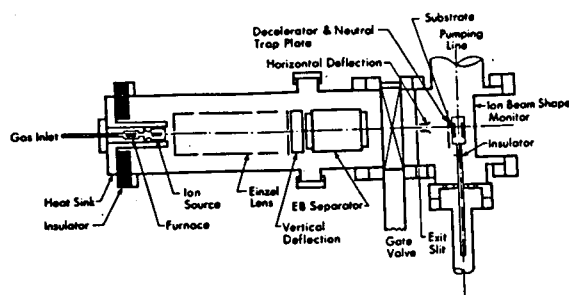 Substrate
Decelerator & Neutral
Trap Plate
Pumping
Line
Horizontal Deflection
Ion Beam Shape
Monitor
Gas Inlet
Insulator
Heat Sink
Ion
Source
Einzel
Lens
EB Separator
Insulator
Furnace
Vertical
Deflection
Gate
Valve
Exit
Slit